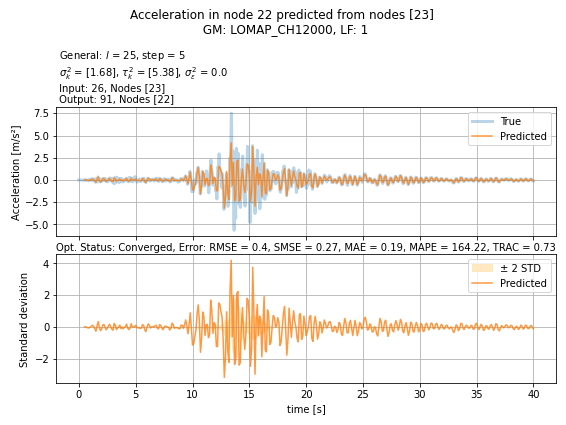 Acceleration in node 22 predicted from nodes [23]
GM: LOMAP_CH12000, LF: 1
General: l = 25, step = 5
σ²ₖ = [1.68], τ²ₖ = [5.38], σ²ε = 0.0
Input: 26, Nodes [23]
Output: 91, Nodes [22]
Acceleration [m/s²]
7.5
5.0
2.5
0.0
−2.5
−5.0
True
Predicted
Opt. Status: Converged, Error: RMSE = 0.4, SMSE = 0.27, MAE = 0.19, MAPE = 164.22, TRAC = 0.73
Standard deviation
4
2
0
−2
± 2 STD
Predicted
0 5 10 15 20 25 30 35 40
time [s]